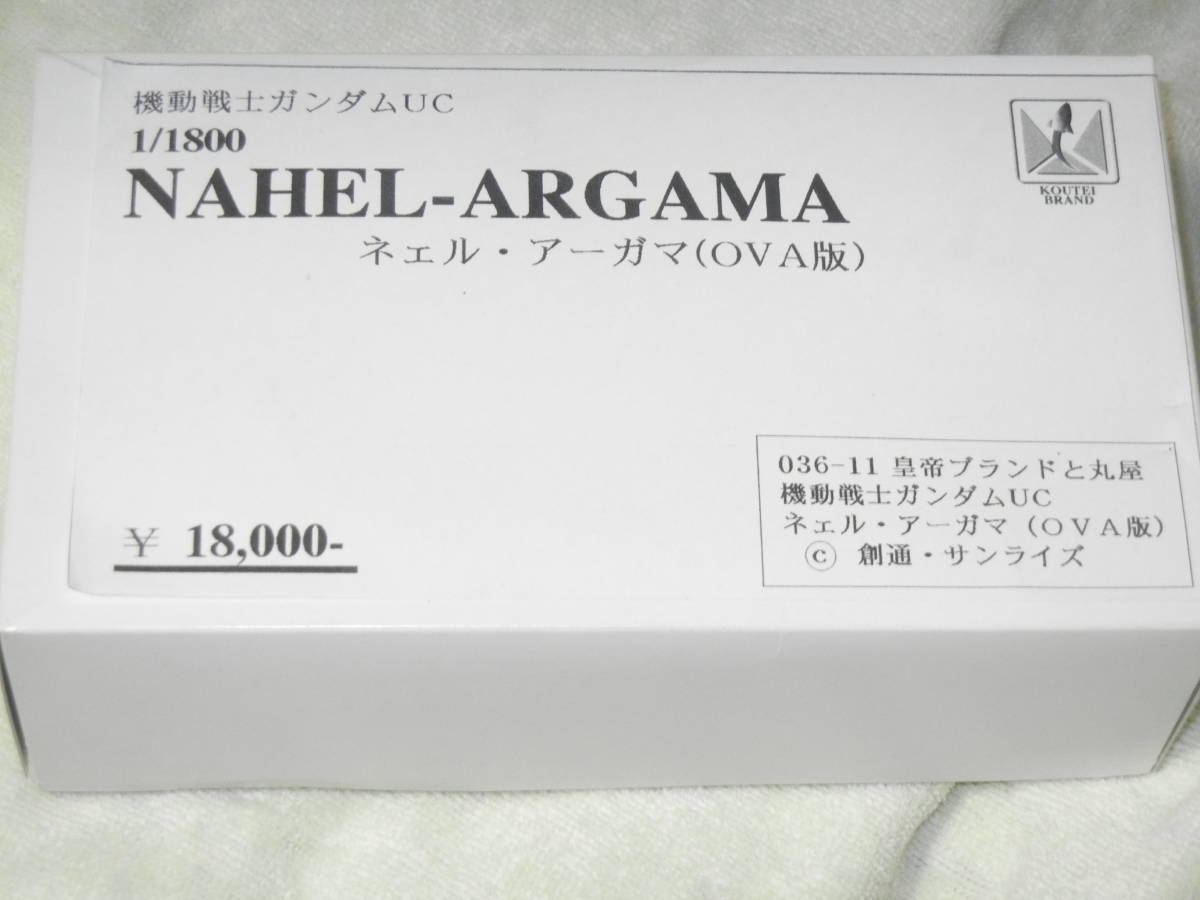 機動戦士ガンダムUC
1/1800
NAHEL-ARGAMA
ネェル・アーガマ(OVA版)
KOUTEI
BRAND
¥ 18,000-
036-11 皇帝ブランドと丸屋
機動戦士ガンダムUC
ネェル・アーガマ (OVA版)
© 創通・サンライズ